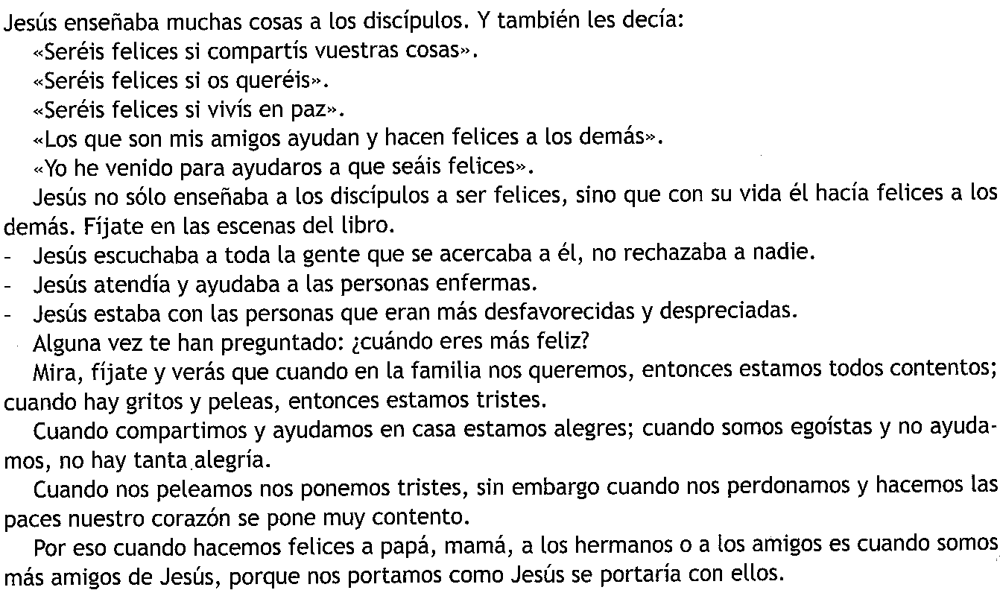 Jesús enseñaba muchas cosas a los discípulos. Y también les decía:
«Seréis felices si compartís vuestras cosas».
«Seréis felices si os queréis».
«Seréis felices si vivís en paz».
«Los que son mis amigos ayudan y hacen felices a los demás».
«Yo he venido para ayudaros a que seáis felices».
Jesús no sólo enseñaba a los discípulos a ser felices, sino que con su vida él hacía felices a los
demás. Fíjate en las escenas del libro.
- Jesús escuchaba a toda la gente que se acercaba a él, no rechazaba a nadie.
- Jesús atendía y ayudaba a las personas enfermas.
- Jesús estaba con las personas que eran más desfavorecidas y despreciadas.
Alguna vez te han preguntado: ¿cuándo eres más feliz?
Mira, fíjate y verás que cuando en la familia nos queremos, entonces estamos todos contentos;
cuando hay gritos y peleas, entonces estamos tristes.
Cuando compartimos y ayudamos en casa estamos alegres; cuando somos egoístas y no ayuda-
mos, no hay tanta alegría.
Cuando nos peleamos nos ponemos tristes, sin embargo cuando nos perdonamos y hacemos las
paces nuestro corazón se pone muy contento.
Por eso cuando hacemos felices a papá, mamá, a los hermanos o a los amigos es cuando somos
más amigos de Jesús, porque nos portamos como Jesús se portaría con ellos.